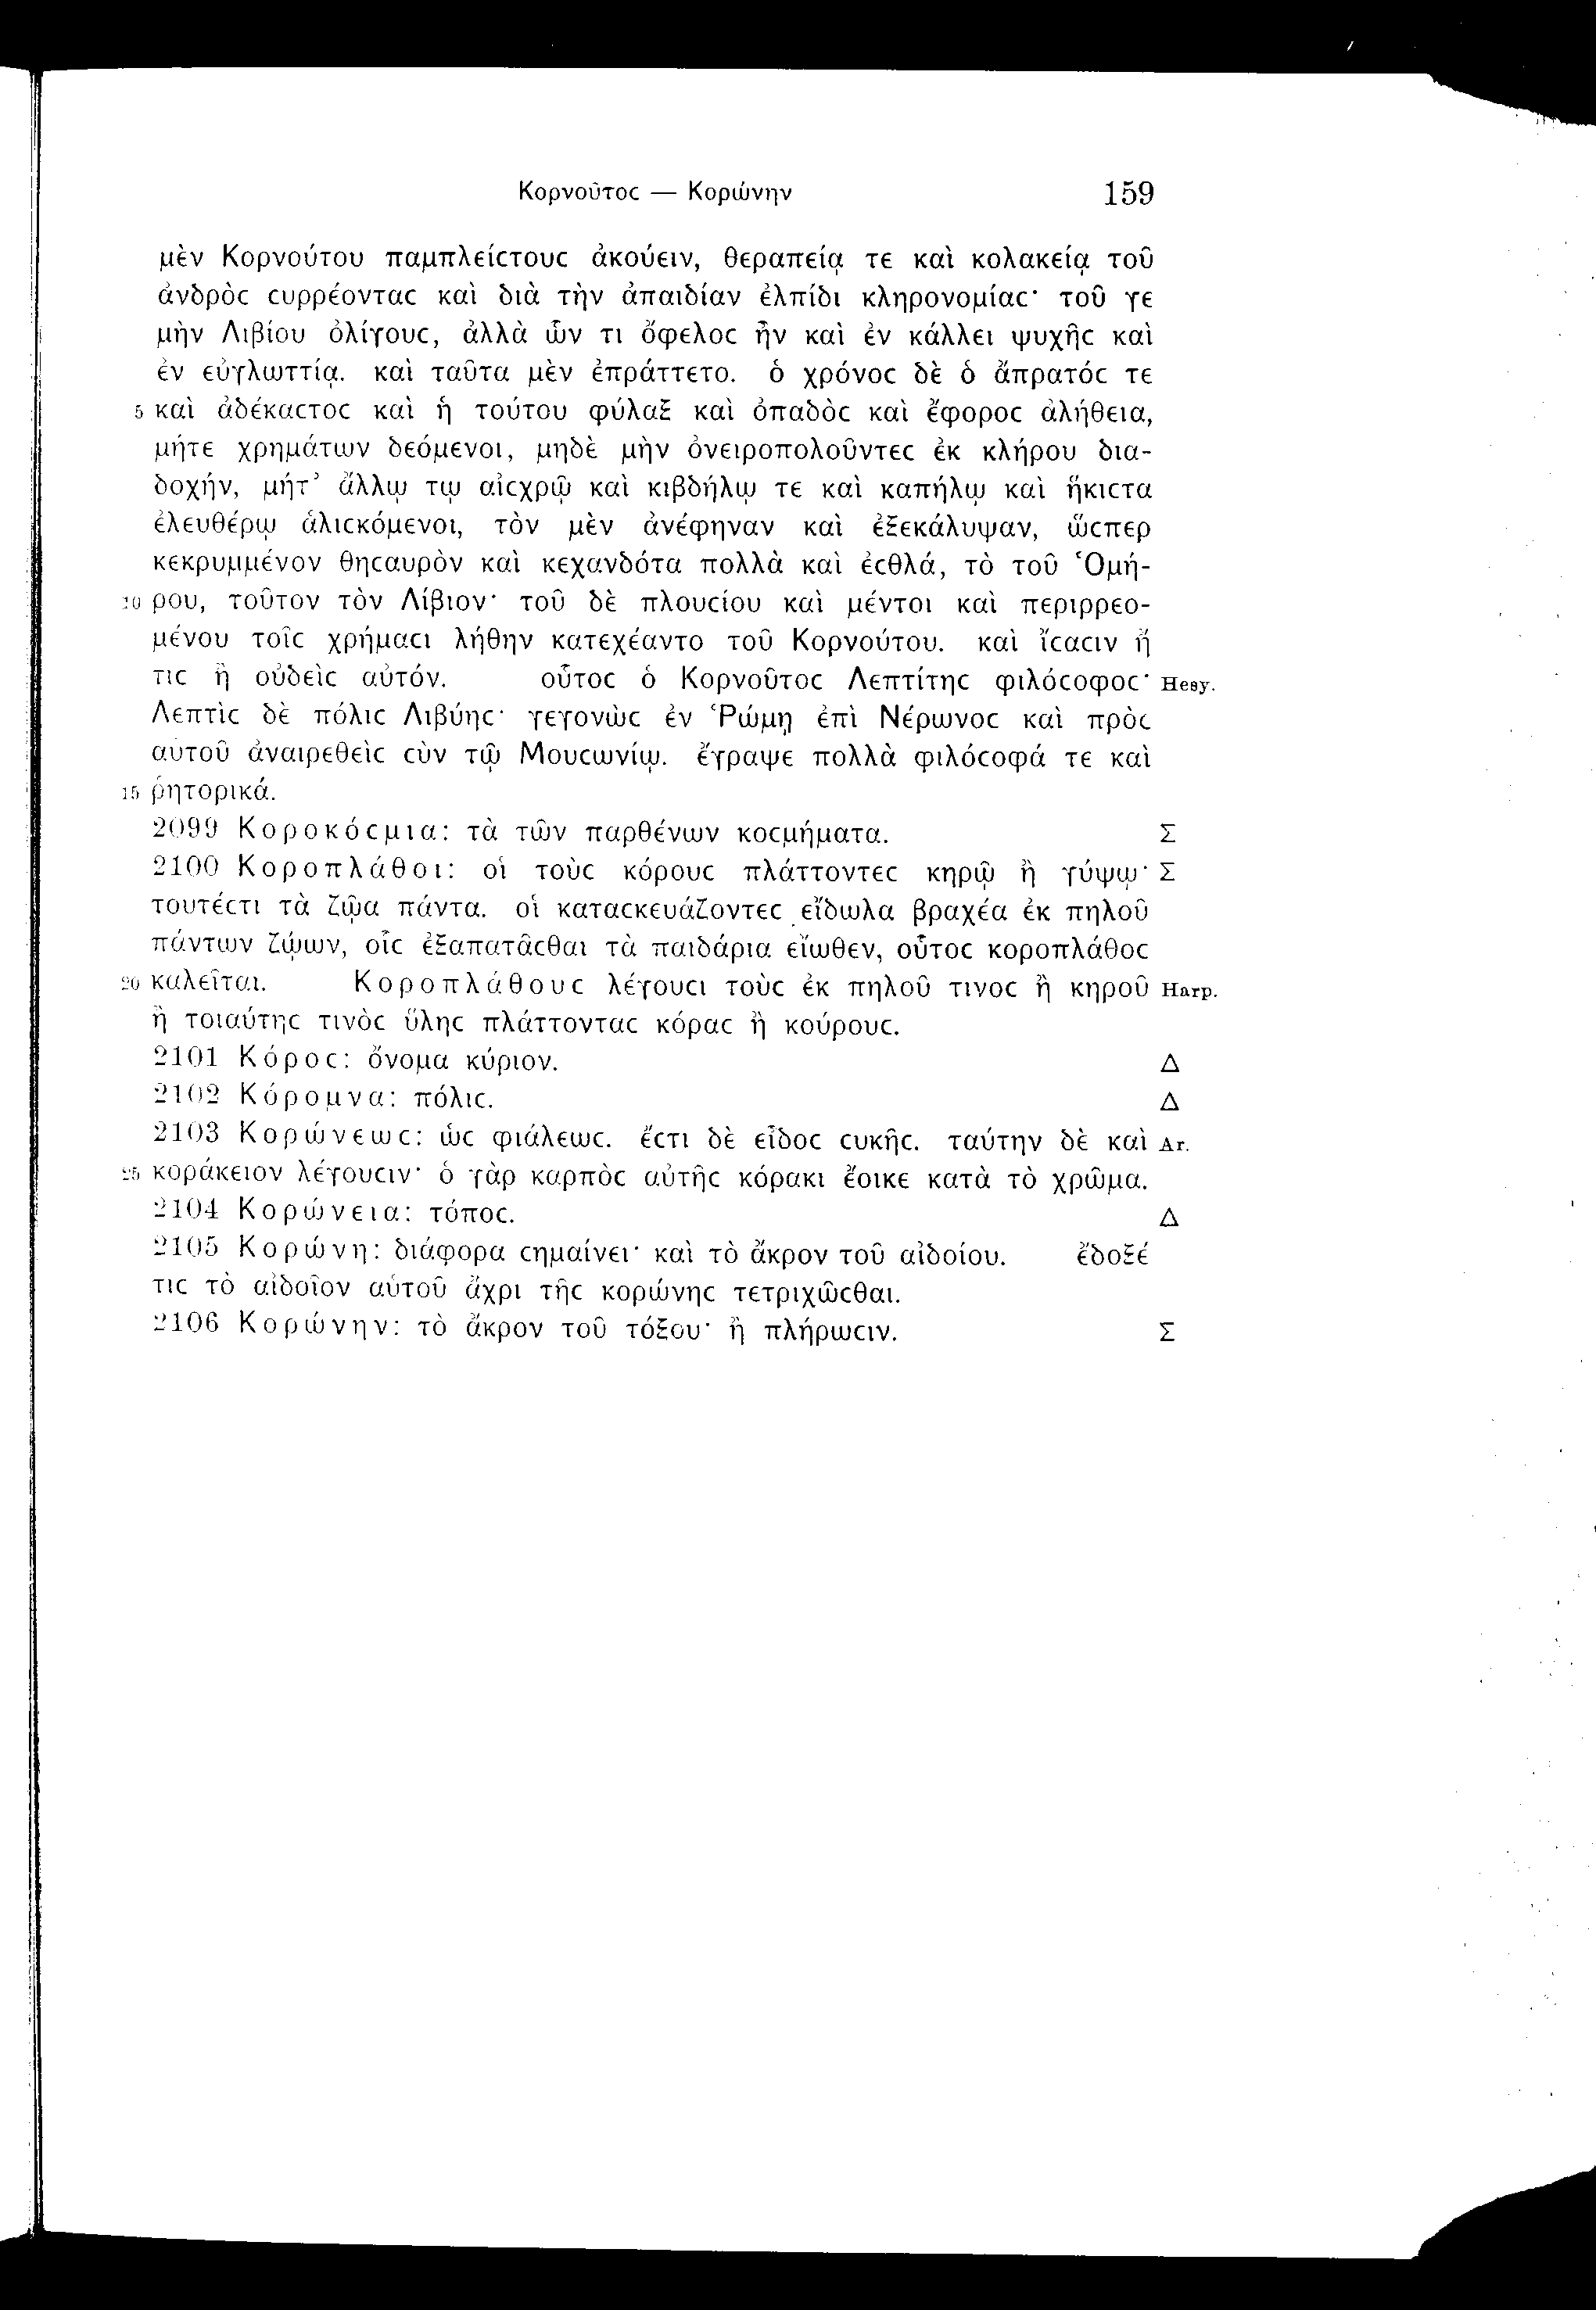 Κορνοῦτοϲ — Κορώνην 159
μὲν Κορνούτου παμπλείϲτουϲ ἀκούειν, θεραπείᾳ τε καὶ κολακείᾳ τοῦ
ἀνδρὸϲ ϲυρρέονταϲ καὶ διὰ τὴν ἀπαιδίαν ἐλπίδι κληρονομίαϲ· τοῦ γε
μὴν Λιβίου ὀλίγουϲ, ἀλλὰ ὧν τι ὄφελοϲ ἦν καὶ ἐν κάλλει ψυχῆϲ καὶ
ἐν εὐγλωττίᾳ. καὶ ταῦτα μὲν ἐπράττετο. ὁ χρόνοϲ δὲ ὁ ἄπρατόϲ τε
5 καὶ ἀδέκαϲτοϲ καὶ ἡ τούτου φύλαξ καὶ ὀπαδὸϲ καὶ ἔφοροϲ ἀλήθεια,
μήτε χρημάτων δεόμενοι, μηδὲ μὴν ὀνειροπολοῦντεϲ ἐκ κλήρου δια-
δοχήν, μήτ’ ἄλλῳ τῳ αἰϲχρῷ καὶ κιβδήλῳ τε καὶ καπήλῳ καὶ ἥκιϲτα
ἐλευθέρῳ ἁλιϲκόμενοι, τὸν μὲν ἀνέφηναν καὶ ἐξεκάλυψαν, ὥϲπερ
κεκρυμμένον θηϲαυρὸν καὶ κεχανδότα πολλὰ καὶ ἐϲθλά, τὸ τοῦ Ὁμή-
10 ρου, τοῦτον τὸν Λίβιον· τοῦ δὲ πλουϲίου καὶ μέντοι καὶ περιρρεο-
μένου τοῖϲ χρήμαϲι λήθην κατεχέαντο τοῦ Κορνούτου. καὶ ἴϲαϲιν ἤ
τιϲ ἢ οὐδεὶϲ αὐτόν. οὗτοϲ ὁ Κορνοῦτοϲ Λεπτίτηϲ φιλόϲοφοϲ· Hesy.
Λεπτὶϲ δὲ πόλιϲ Λιβύηϲ· γεγονὼϲ ἐν Ῥώμῃ ἐπὶ Νέρωνοϲ καὶ πρὸϲ
αὐτοῦ ἀναιρεθεὶϲ ϲὺν τῷ Μουϲωνίῳ. ἔγραψε πολλὰ φιλόϲοφά τε καὶ
15 ῥητορικά.
2099 Κοροκόϲμια: τὰ τῶν παρθένων κοϲμήματα. Σ
2100 Κοροπλάθοι: οἱ τοὺϲ κόρουϲ πλάττοντεϲ κηρῷ ἢ γύψῳ· Σ
τουτέϲτι τὰ ζῷα πάντα. οἱ καταϲκευάζοντεϲ εἴδωλα βραχέα ἐκ πηλοῦ
πάντων ζῴων, οἷϲ ἐξαπατᾶϲθαι τὰ παιδάρια εἴωθεν, οὗτοϲ κοροπλάθοϲ
20 καλεῖται. Κοροπλάθουϲ λέγουϲι τοὺϲ ἐκ πηλοῦ τινοϲ ἢ κηροῦ Harp.
ἢ τοιαύτηϲ τινὸϲ ὕληϲ πλάττονταϲ κόραϲ ἢ κούρουϲ.
2101 Κόροϲ: ὄνομα κύριον. Δ
2102 Κόρομνα: πόλιϲ. Δ
2103 Κορώνεωϲ: ὡϲ φιάλεωϲ. ἔϲτι δὲ εἶδοϲ ϲυκῆϲ. ταύτην δὲ καὶ Ar.
25 κοράκειον λέγουϲιν· ὁ γὰρ καρπὸϲ αὐτῆϲ κόρακι ἔοικε κατὰ τὸ χρῶμα.
2104 Κορώνεια: τόποϲ. Δ
2105 Κορώνη: διάφορα ϲημαίνει· καὶ τὸ ἄκρον τοῦ αἰδοίου. ἔδοξέ
τιϲ τὸ αἰδοῖον αὐτοῦ ἄχρι τῆϲ κορώνηϲ τετριχῶϲθαι.
2106 Κορώνην: τὸ ἄκρον τοῦ τόξου· ἢ πλήρωϲιν. Σ